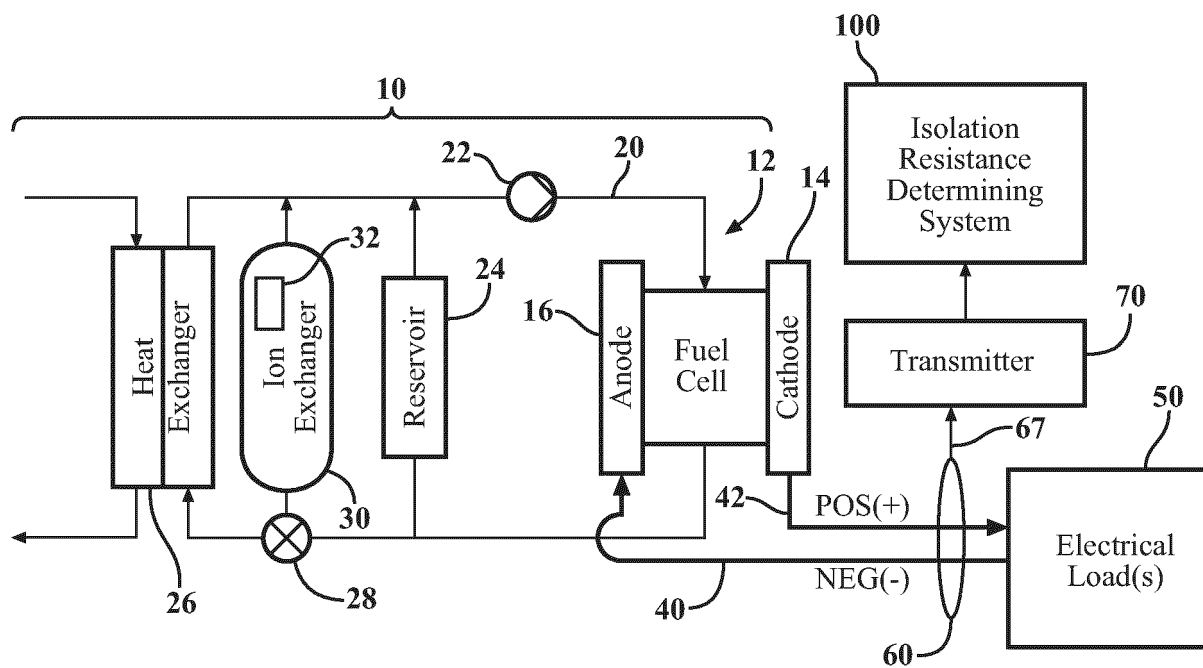 100
10
Isolation
Resistance
Determining
System
22
20
12
14
32
24
16
70
Heat
Exchanger
Ion
Exchanger
Reservoir
Anode
Fuel
Cell
Cathode
Transmitter
67
50
30
42
POS(+)
Electrical
Load(s)
NEG(-)
26
28
40
60